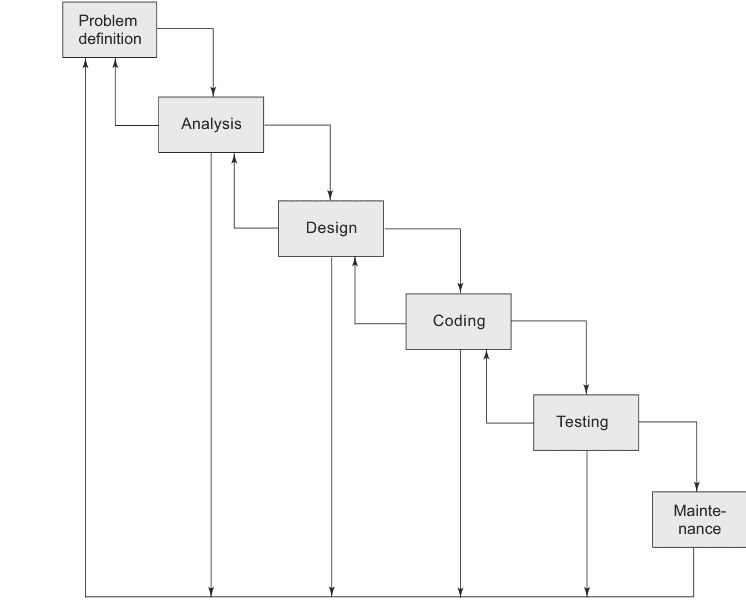 Problem
definition
Analysis
Design
Coding
Testing
Mainte-
nance